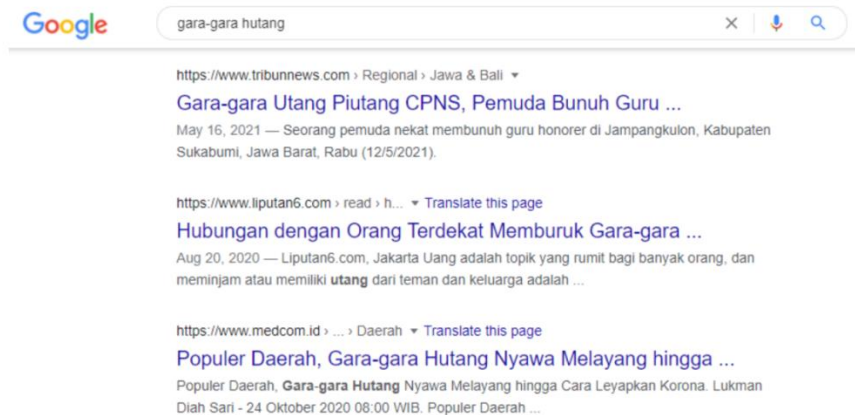 Google
gara-gara hutang
https://www.tribunnews.com › Regional › Jawa & Bali
Gara-gara Utang Piutang CPNS, Pemuda Bunuh Guru ...
May 16, 2021 — Seorang pemuda nekat membunuh guru honorer di Jampangkulon, Kabupaten
Sukabumi, Jawa Barat, Rabu (12/5/2021).
https://www.liputan6.com › read › h... Translate this page
Hubungan dengan Orang Terdekat Memburuk Gara-gara ...
Aug 20, 2020 — Liputan6.com, Jakarta Uang adalah topik yang rumit bagi banyak orang, dan
meminjam atau memiliki utang dari teman dan keluarga adalah ...
https://www.medcom.id › ... › Daerah Translate this page
Populer Daerah, Gara-gara Hutang Nyawa Melayang hingga ...
Populer Daerah, Gara-gara Hutang Nyawa Melayang hingga Cara Leyapkan Korona. Lukman
Diah Sari - 24 Oktober 2020 08:00 WIB. Populer Daerah ...